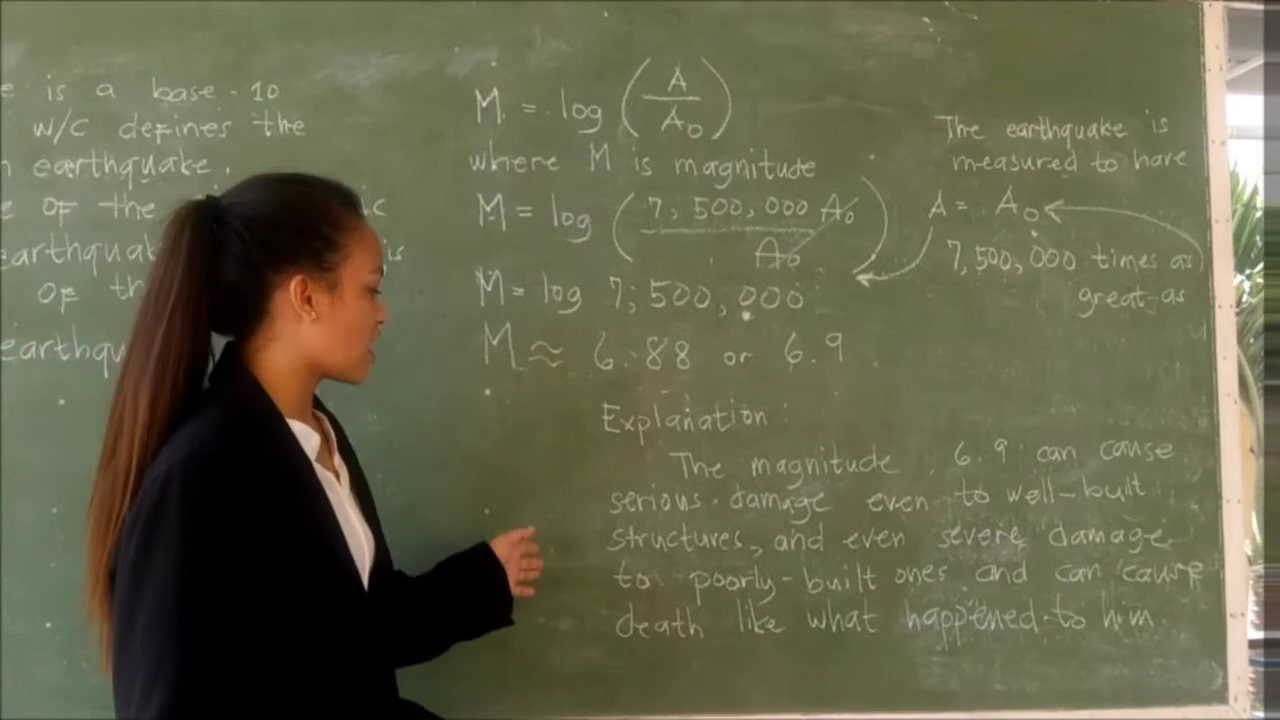 e is a base-10
w/c defines the
n earthquake.
e of the ic
earthquak is
of th
earthqu
M = log (A/A₀)
where M is magnitude
M = log (7,500,000 A₀/A₀)
M = log 7,500,000
M ≈ 6.88 or 6.9
The earthquake is
measured to have
A = A₀
7,500,000 times as
great as
Explanation:
The magnitude 6.9 can cause
serious damage even to well-built
structures, and even severe damage
to poorly-built ones and can cause
death like what happened to him.